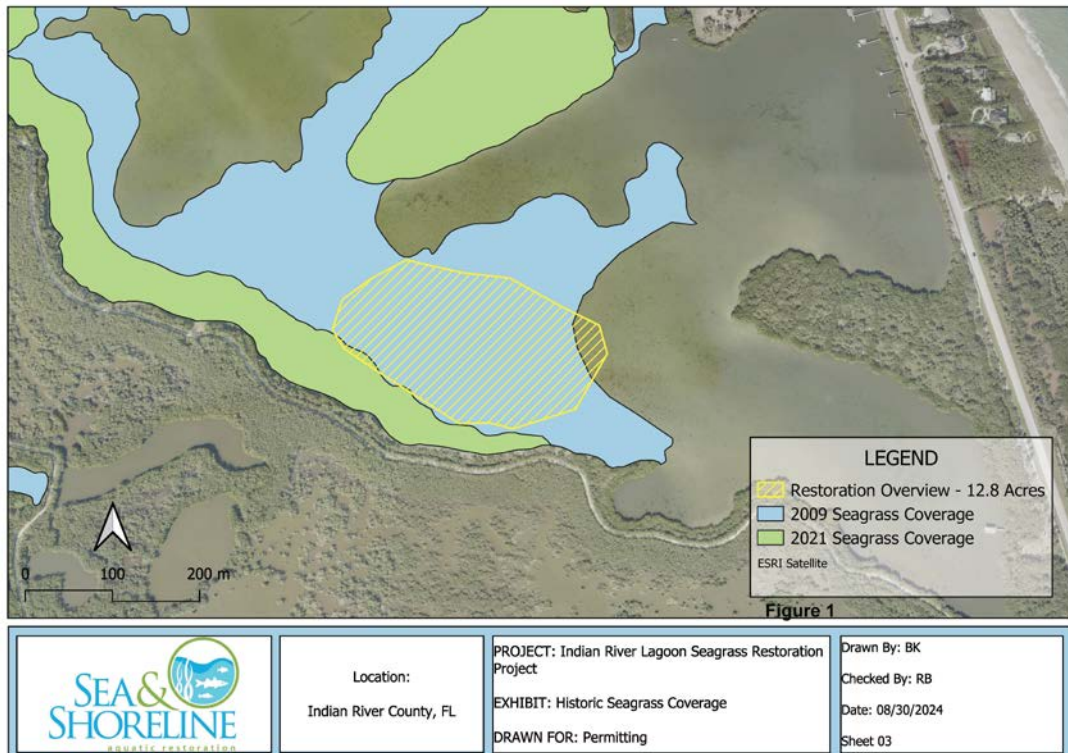 LEGEND
Restoration Overview - 12.8 Acres
2009 Seagrass Coverage
2021 Seagrass Coverage
ESRI Satellite
Figure 1
0 100 200 m
SEA&
SHORELINE
aquatic restoration
Location:
Indian River County, FL
PROJECT: Indian River Lagoon Seagrass Restoration
Project
EXHIBIT: Historic Seagrass Coverage
DRAWN FOR: Permitting
Drawn By: BK
Checked By: RB
Date: 08/30/2024
Sheet 03